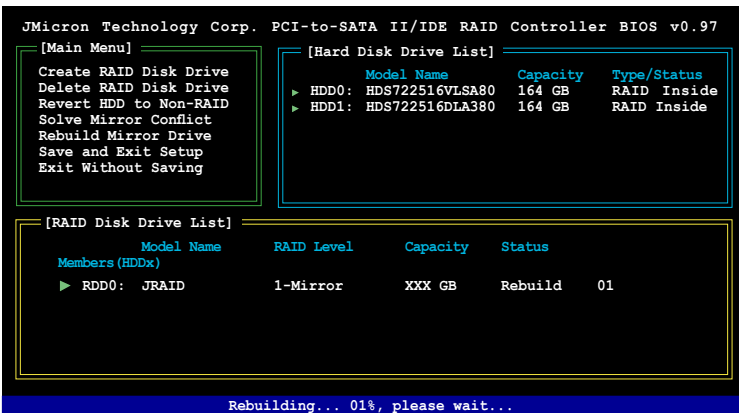 JMicron Technology Corp. PCI-to-SATA II/IDE RAID Controller BIOS v0.97
[Main Menu]
Create RAID Disk Drive
Delete RAID Disk Drive
Revert HDD to Non-RAID
Solve Mirror Conflict
Rebuild Mirror Drive
Save and Exit Setup
Exit Without Saving
[Hard Disk Drive List]
Model Name Capacity Type/Status
HDD0: HDS722516VLSA80 164 GB RAID Inside
HDD1: HDS722516DLA380 164 GB RAID Inside
[RAID Disk Drive List]
Model Name RAID Level Capacity Status
Members(HDDx)
RDD0: JRAID 1-Mirror XXX GB Rebuild 01
Rebuilding... 01%, please wait...